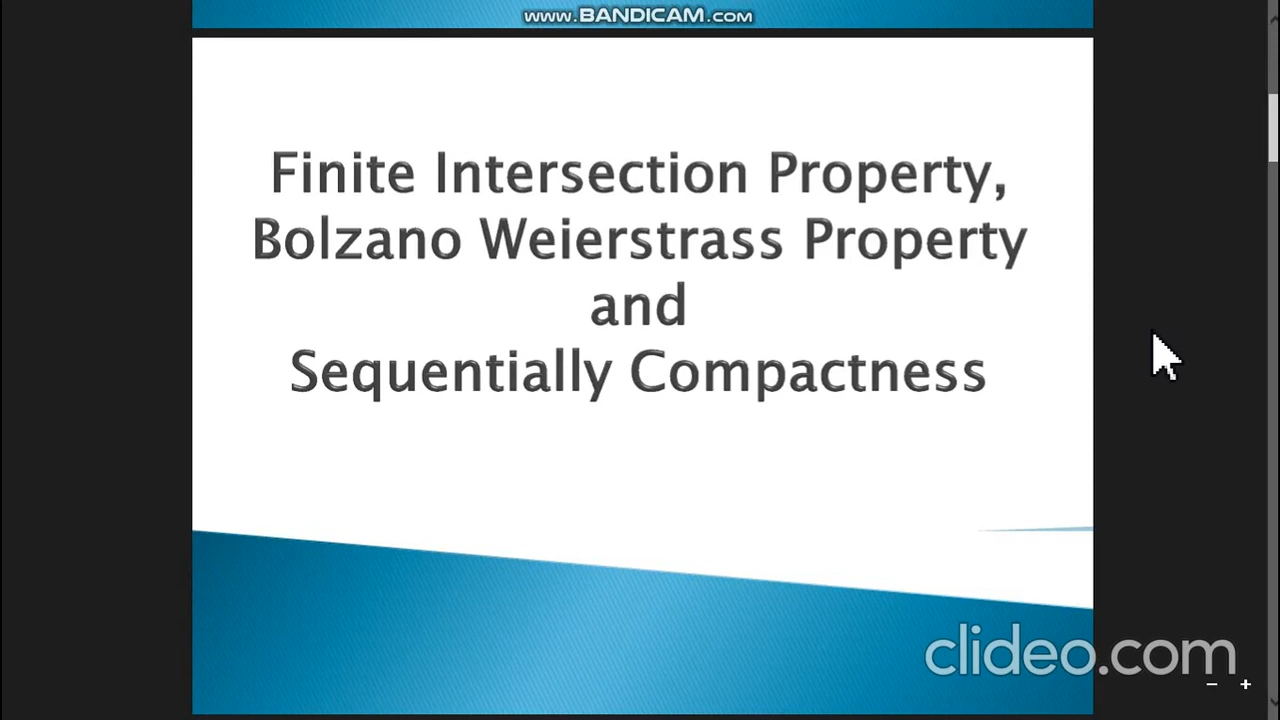 www.BANDICAM.com
Finite Intersection Property,
Bolzano Weierstrass Property
and
Sequentially Compactness
clideo.com
− +